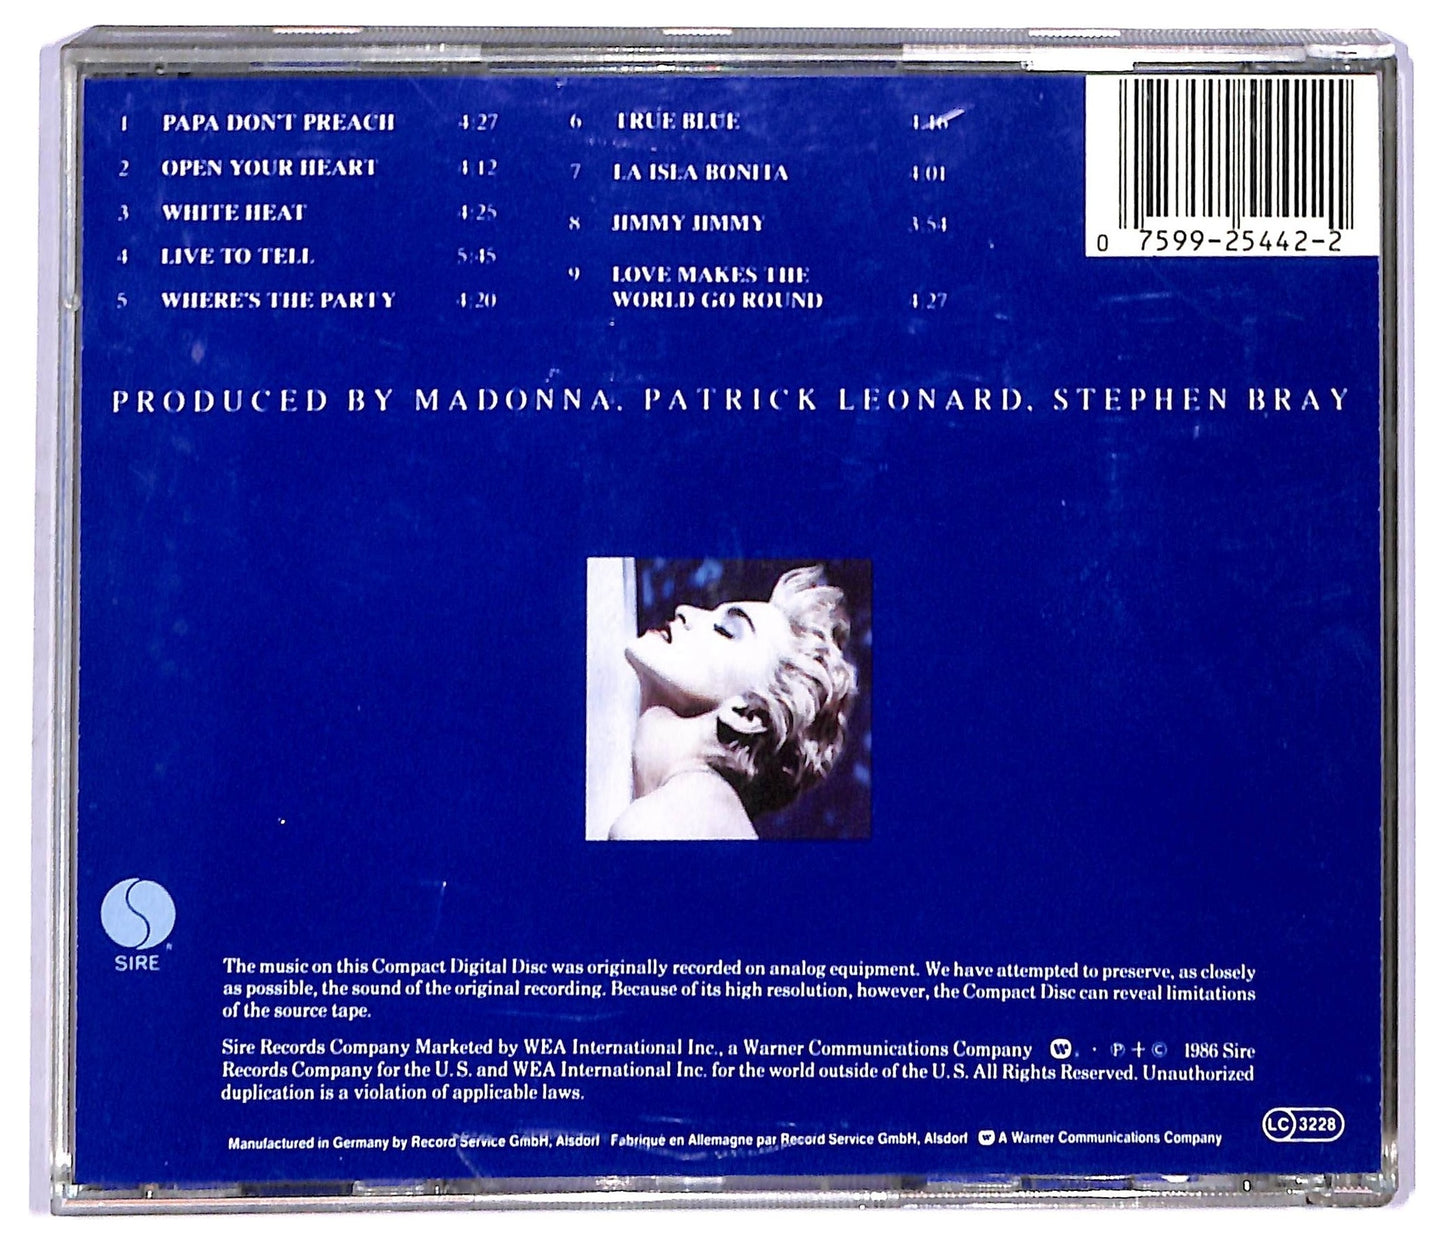 1 PAPA DON'T PREACH 4:27
2 OPEN YOUR HEART 4:12
3 WHITE HEAT 4:25
4 LIVE TO TELL 5:45
5 WHERE'S THE PARTY 4:20
6 TRUE BLUE 4:16
7 LA ISLA BONITA 4:01
8 JIMMY JIMMY 3:54
9 LOVE MAKES THE
WORLD GO ROUND 4:27
0 7599-25442-2
PRODUCED BY MADONNA, PATRICK LEONARD, STEPHEN BRAY
SIRE
The music on this Compact Digital Disc was originally recorded on analog equipment. We have attempted to preserve, as closely
as possible, the sound of the original recording. Because of its high resolution, however, the Compact Disc can reveal limitations
of the source tape.
Sire Records Company Marketed by WEA International Inc., a Warner Communications Company . · ℗ + © 1986 Sire
Records Company for the U.S. and WEA International Inc. for the world outside of the U.S. All Rights Reserved. Unauthorized
duplication is a violation of applicable laws.
Manufactured in Germany by Record Service GmbH, Alsdorf Fabriqué en Allemagne par Record Service GmbH, Alsdorf A Warner Communications Company
LC 3228